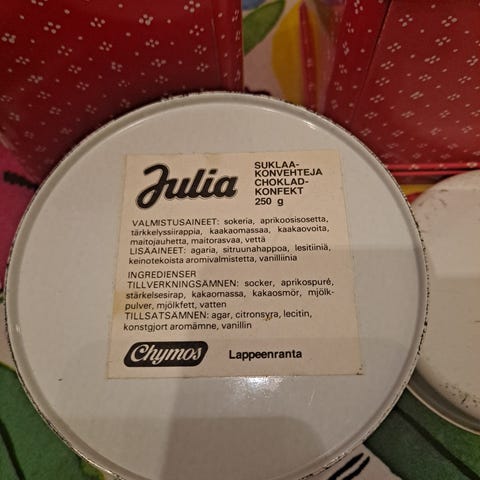 Julia
SUKLAA-
KONVEHTEJA
CHOKLAD-
KONFEKT
250 g
VALMISTUSAINEET: sokeria, aprikoosisosetta,
tärkkelyssiirappia, kaakaomassaa, kaakaovoita,
maitojauhetta, maitorasvaa, vettä
LISÄAINEET: agaria, sitruunahappoa, lesitiiniä,
keinotekoista aromivalmistetta, vanilliinia
INGREDIENSER
TILLVERKNINGSÄMNEN: socker, aprikospuré,
stärkelsesirap, kakaomassa, kakaosmör, mjölk-
pulver, mjölkfett, vatten
TILLSATSÄMNEN: agar, citronsyra, lecitin,
konstgjort aromämne, vanillin
Chymos
Lappeenranta